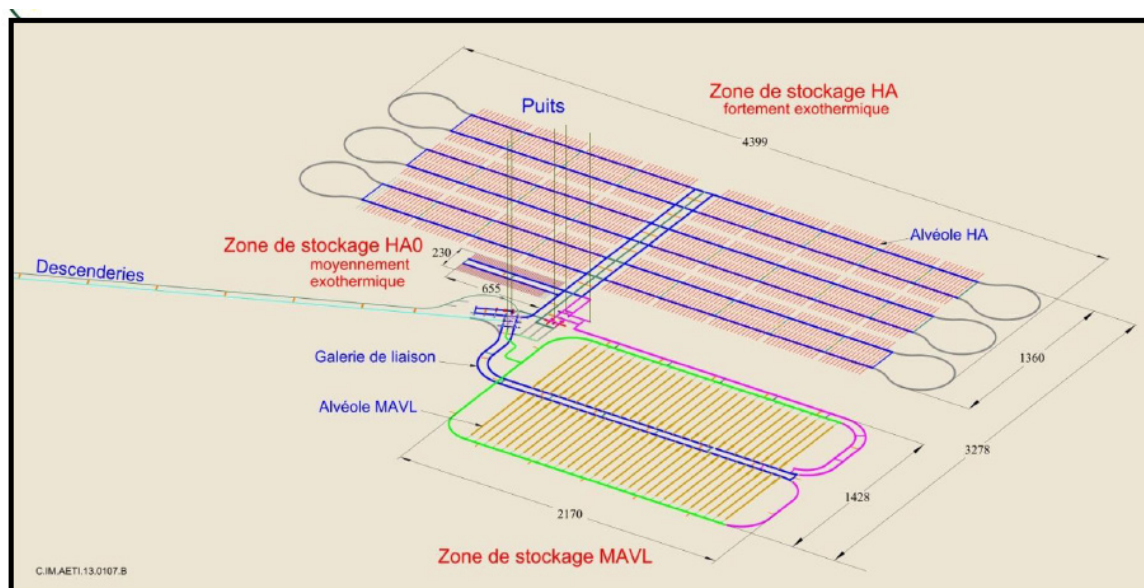 Zone de stockage HA
fortement exothermique
Puits
4399
Alvéole HA
Zone de stockage HA0
moyennement
exothermique
230
655
Descenderies
Galerie de liaison
Alvéole MAVL
1360
3278
1428
2170
Zone de stockage MAVL
C.IM.AETI.13.0107.B